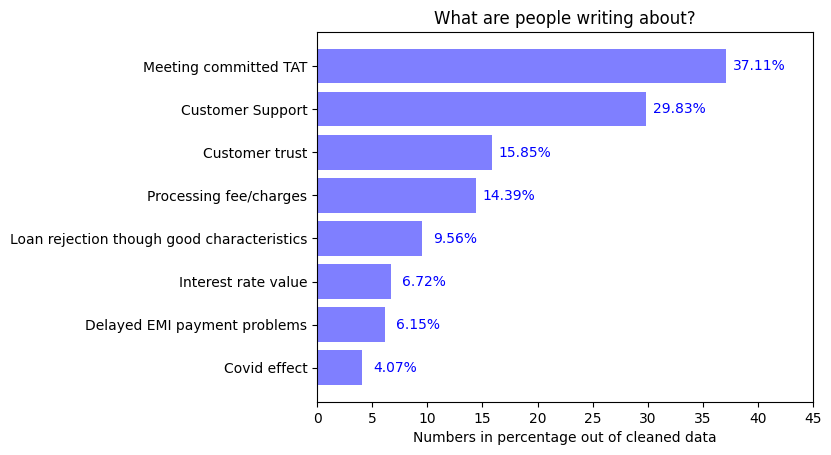 What are people writing about?
Meeting committed TAT 37.11%
Customer Support 29.83%
Customer trust 15.85%
Processing fee/charges 14.39%
Loan rejection though good characteristics 9.56%
Interest rate value 6.72%
Delayed EMI payment problems 6.15%
Covid effect 4.07%
0 5 10 15 20 25 30 35 40 45
Numbers in percentage out of cleaned data